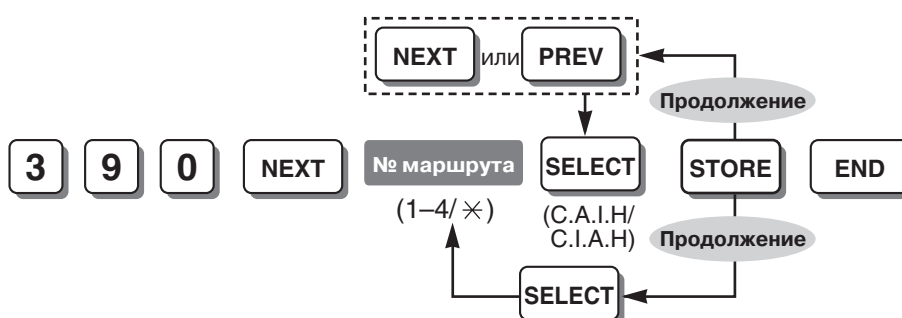 NEXT или PREV
Продолжение
3 9 0 NEXT № маршрута SELECT STORE END
(1–4/ ✳) (C.A.I.H/
C.I.A.H)
Продолжение
SELECT